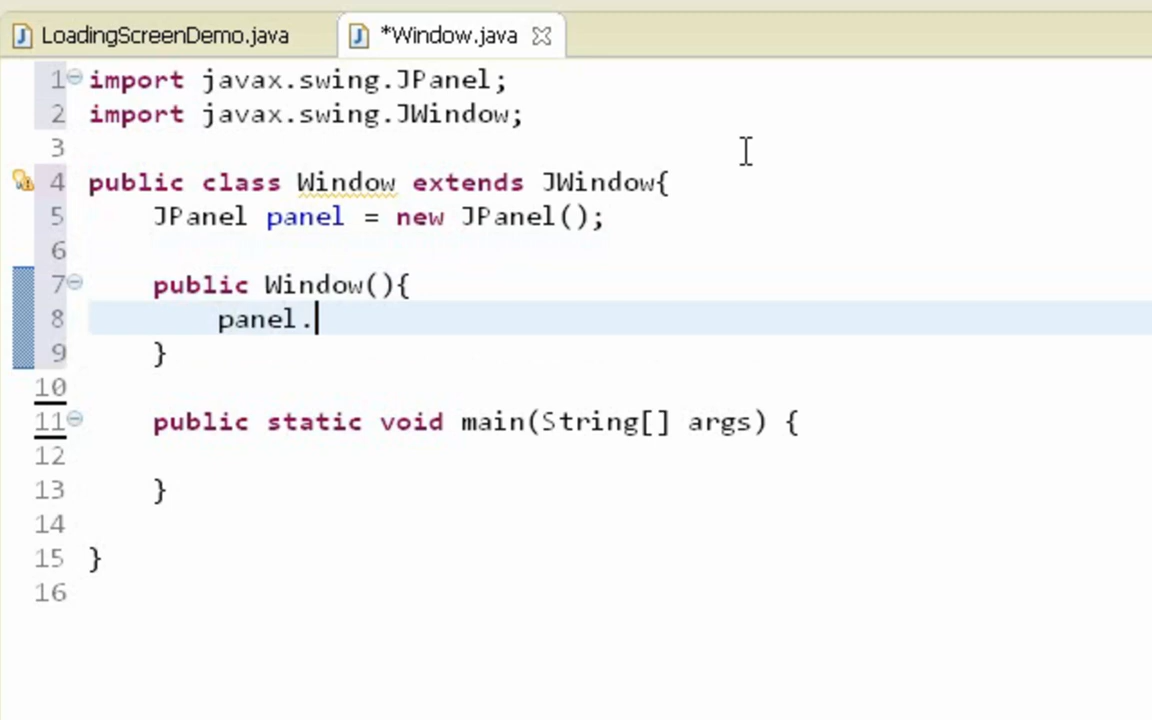 LoadingScreenDemo.java *Window.java
1 import javax.swing.JPanel;
2 import javax.swing.JWindow;
3
4 public class Window extends JWindow{
5 JPanel panel = new JPanel();
6
7 public Window(){
8 panel.
9 }
10
11 public static void main(String[] args) {
12
13 }
14
15 }
16